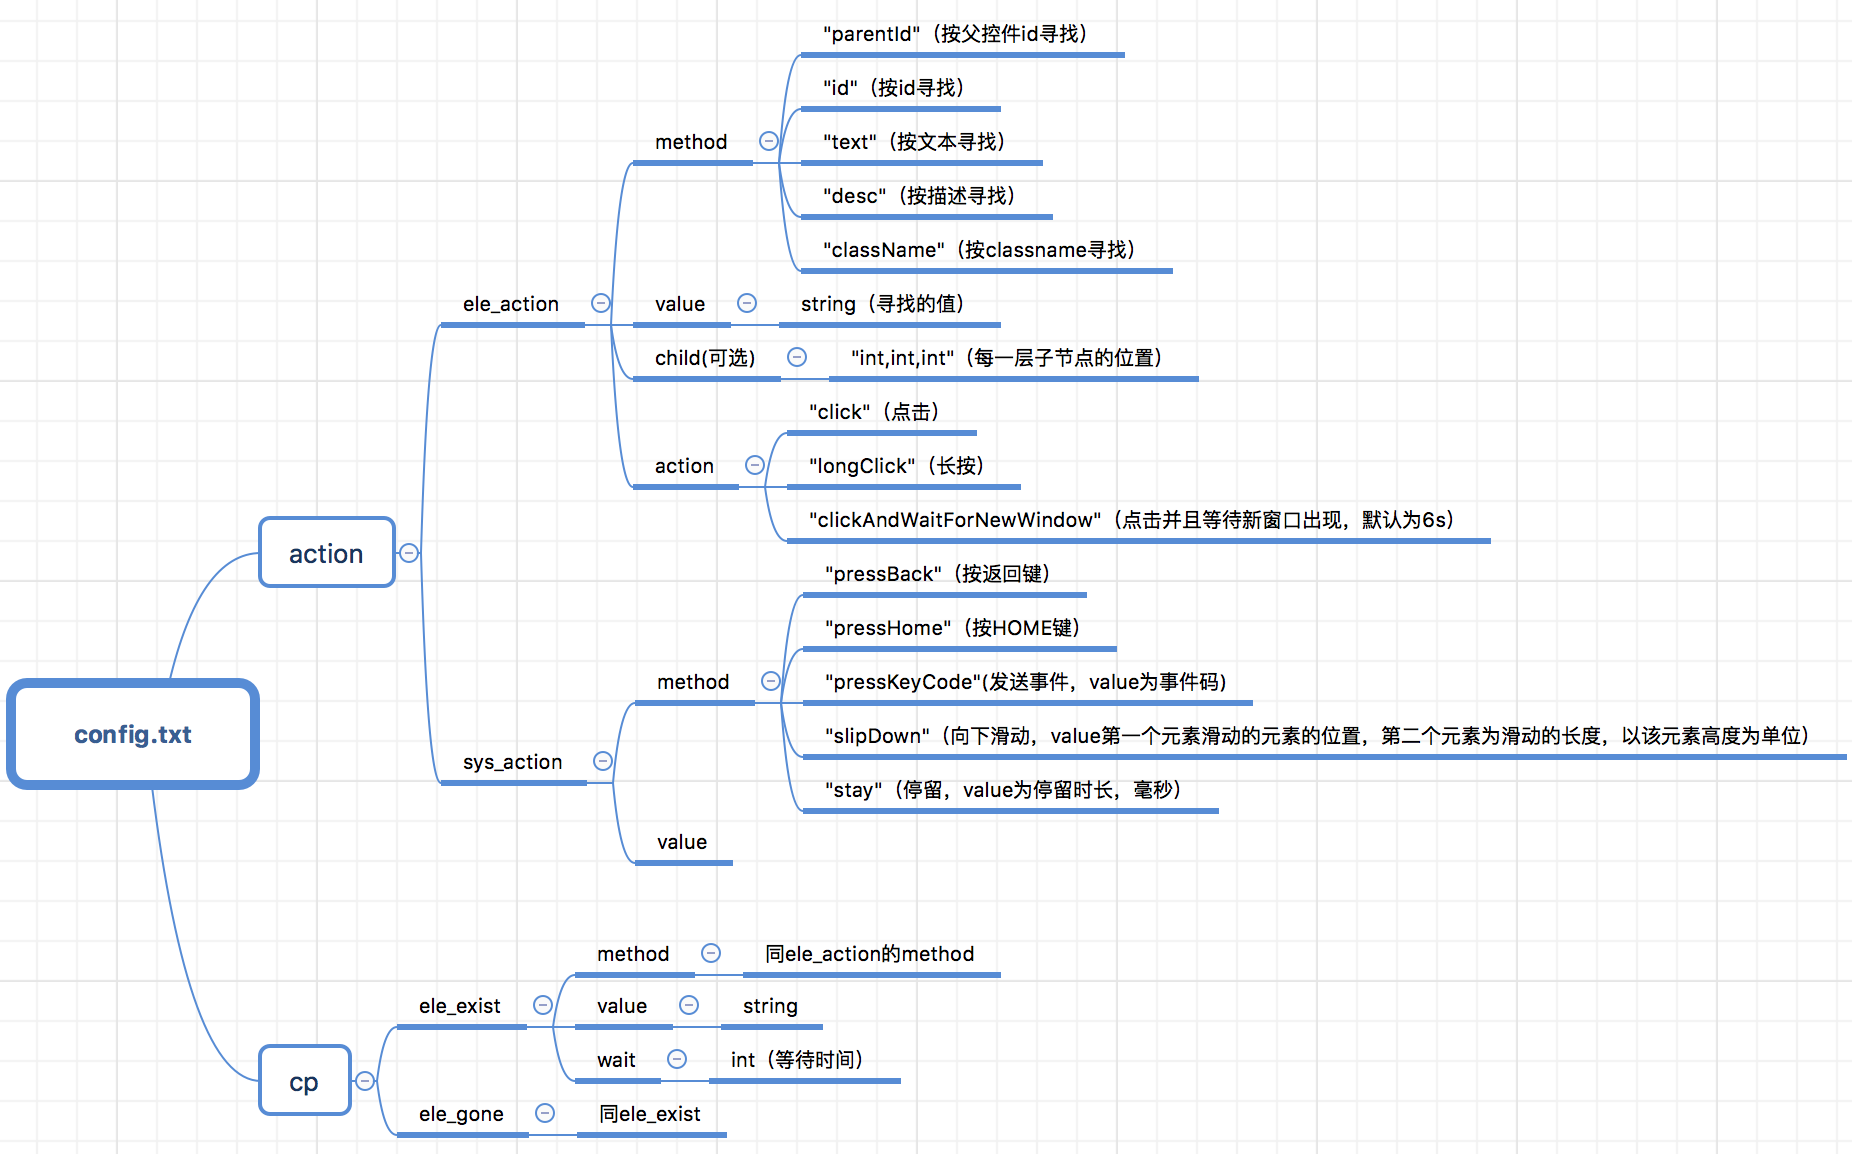 "parentId"（按父控件id寻找）
"id"（按id寻找）
method
"text"（按文本寻找）
"desc"（按描述寻找）
"className"（按classname寻找）
ele_action
value
string（寻找的值）
child(可选)
"int,int,int"（每一层子节点的位置）
"click"（点击）
action
"longClick"（长按）
"clickAndWaitForNewWindow"（点击并且等待新窗口出现，默认为6s）
action
"pressBack"（按返回键）
"pressHome"（按HOME键）
method
"pressKeyCode"(发送事件，value为事件码)
config.txt
"slipDown"（向下滑动，value第一个元素滑动的元素的位置，第二个元素为滑动的长度，以该元素高度为单位）
sys_action
"stay"（停留，value为停留时长，毫秒）
value
method
同ele_action的method
ele_exist
value
string
wait
int（等待时间）
cp
ele_gone
同ele_exist